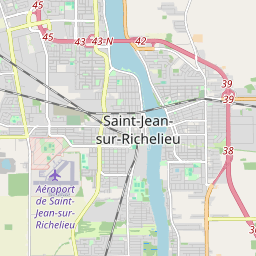 45
45
43
43-N
42
39
39
Saint-Jean-
sur-Richelieu
38
Aéroport
de Saint-
Jean-sur-
Richelieu